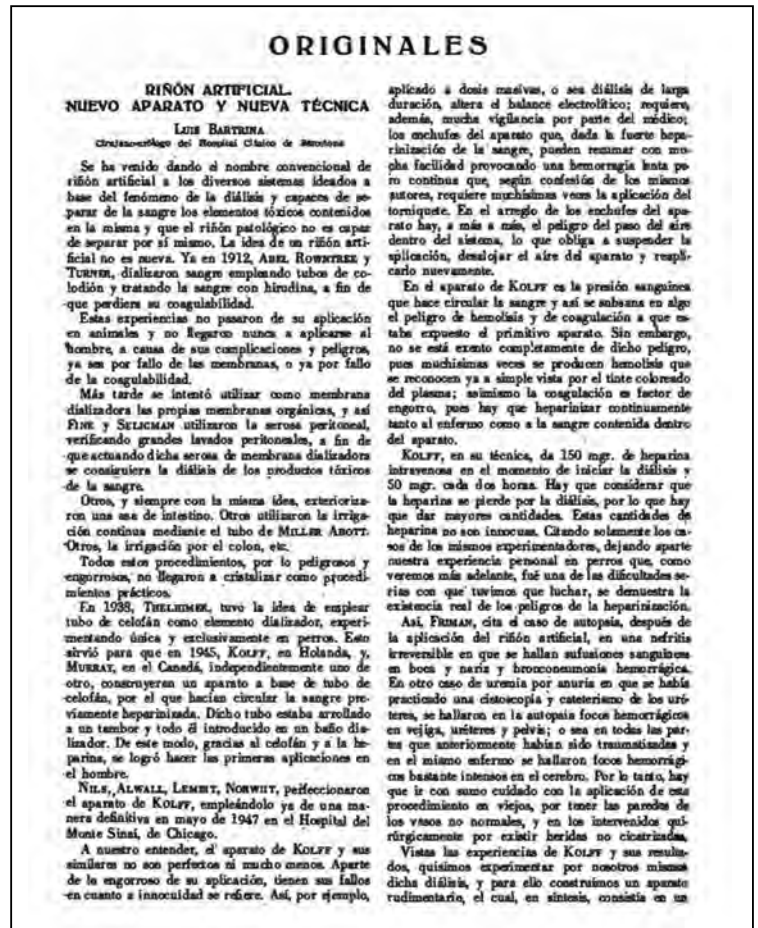 ORIGINALES
RIÑÓN ARTIFICIAL.
NUEVO APARATO Y NUEVA TÉCNICA
LUIS BARTRINA
Cirujano-urólogo del Hospital Clínico de Barcelona
Se ha venido dando el nombre convencional de
riñón artificial a los diversos sistemas ideados a
base del fenómeno de la diálisis y capaces de se-
parar de la sangre los elementos tóxicos contenidos
en la misma y que el riñón patológico no es capaz
de separar por sí mismo. La idea de un riñón arti-
ficial no es nueva. Ya en 1912, ABEL ROWNTREE y
TURNER, dializaron sangre empleando tubos de co-
lodión y tratando la sangre con hirudina, a fin de
que perdiera su coagulabilidad.
Estas experiencias no pasaron de su aplicación
en animales y no llegaron nunca a aplicarse al
hombre, a causa de sus complicaciones y peligros,
ya sea por fallo de las membranas, o ya por fallo
de la coagulabilidad.
Más tarde se intentó utilizar como membrana
dializadora las propias membranas orgánicas, y así
FINE y SELICMAN utilizaron la serosa peritoneal,
verificando grandes lavados peritoneales, a fin de
que actuando dicha serosa de membrana dializadora
se consiguiera la diálisis de los productos tóxicos
de la sangre.
Otros, y siempre con la misma idea, exterioriza-
ron una asa de intestino. Otros utilizaron la irriga-
ción continua mediante el tubo de MILLER ABOTT.
Otros, la irrigación por el colon, etc.
Todos estos procedimientos, por lo peligrosos y
engorrosos, no llegaron a cristalizar como procedi-
mientos prácticos.
En 1938, THELHIMER, tuvo la idea de emplear
tubo de celofán como elemento dializador, experi-
mentando única y exclusivamente en perros. Esto
sirvió para que en 1945, KOLFF, en Holanda, y,
MURRAY, en el Canadá, independientemente uno de
otro, construyeran un aparato a base de tubo de
celofán, por el que hacían circular la sangre pre-
viamente heparinizada. Dicho tubo estaba arrollado
a un tambor y todo él introducido en un baño dia-
lizador. De este modo, gracias al celofán y a la he-
parina, se logró hacer las primeras aplicaciones en
el hombre.
NILS, ALWALL, LEMBIT, NORWIIT, perfeccionaron
el aparato de KOLFF, empleándolo ya de una ma-
nera definitiva en mayo de 1947 en el Hospital del
Monte Sinaí, de Chicago.
A nuestro entender, el aparato de KOLFF y sus
similares no son perfectos ni mucho menos. Aparte
de lo engorroso de su aplicación, tienen sus fallos
en cuanto a innocuidad se refiere. Así, por ejemplo,
aplicado a dosis masivas, o sea diálisis de larga
duración, altera el balance electrolítico; requiere,
además, mucha vigilancia por parte del médico;
los enchufes del aparato que, dada la fuerte hepa-
rinización de la sangre, pueden rezumar con mu-
cha facilidad provocando una hemorragia lenta pe-
ro continua que, según confesión de los mismos
autores, requiere muchísimas veces la aplicación del
torniquete. En el arreglo de los enchufes del apa-
rato hay, a más a más, el peligro del paso del aire
dentro del sistema, lo que obliga a suspender la
aplicación, desalojar el aire del aparato y reapli-
carlo nuevamente.
En el aparato de KOLFF es la presión sanguínea
que hace circular la sangre y así se subsana en algo
el peligro de hemolisis y de coagulación a que es-
taba expuesto el primitivo aparato. Sin embargo,
no se está exento completamente de dicho peligro,
pues muchísimas veces se producen hemolisis que
se reconocen ya a simple vista por el tinte coloreado
del plasma; asimismo la coagulación es factor de
engorro, pues hay que heparinizar continuamente
tanto al enfermo como a la sangre contenida dentro
del aparato.
KOLFF, en su técnica, da 150 mgr. de heparina
intravenosa en el momento de iniciar la diálisis y
50 mgr. cada dos horas. Hay que considerar que
la heparina se pierde por la diálisis, por lo que hay
que dar mayores cantidades. Estas cantidades de
heparina no son innocuas. Citando solamente los ca-
sos de los mismos experimentadores, dejando aparte
nuestra experiencia personal en perros que, como
veremos más adelante, fué una de las dificultades se-
rias con que tuvimos que luchar, se demuestra la
existencia real de los peligros de la heparinización.
Así, FRIMAN, cita el caso de autopsia, después de
la aplicación del riñón artificial, en una nefritis
irreversible en que se hallan sufusiones sanguíneas
en boca y nariz y bronconeumonía hemorrágica.
En otro caso de uremia por anuria en que se había
practicado una cistoscopia y cateterismo de los uré-
teres, se hallaron en la autopsia focos hemorrágicos
en vejiga, uréteres y pelvis; o sea en todas las par-
tes que anteriormente habían sido traumatizadas y
en el mismo enfermo se hallaron focos hemorrági-
cos bastante intensos en el cerebro. Por lo tanto, hay
que ir con sumo cuidado con la aplicación de este
procedimiento en viejos, por tener las paredes de
los vasos no normales, y en los intervenidos qui-
rúrgicamente por existir heridas no cicatrizadas.
Vistas las experiencias de KOLFF y sus resulta-
dos, quisimos experimentar por nosotros mismos
dicha diálisis, y para ello construimos un aparato
rudimentario, el cual, en síntesis, consistía en un